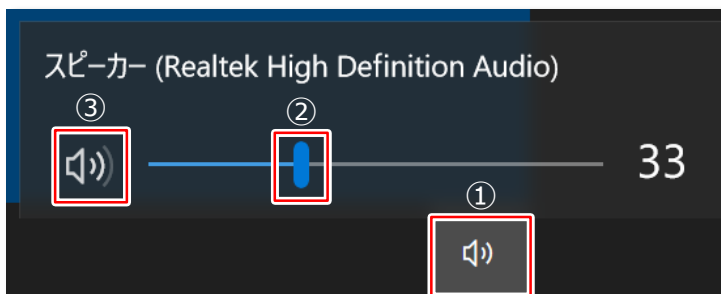 スピーカー (Realtek High Definition Audio)
③ ②
33
①